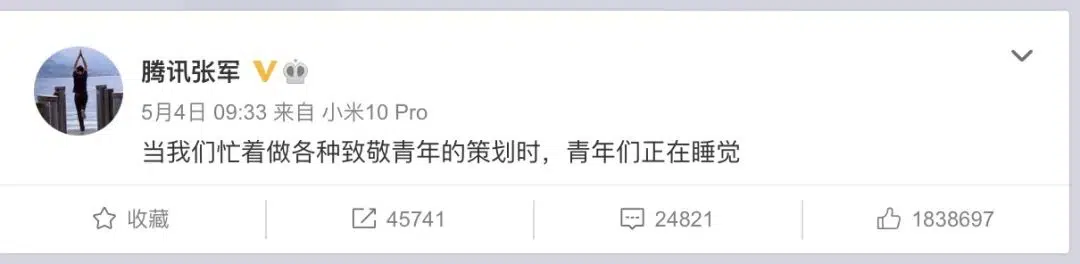 腾讯张军
5月4日 09:33 来自 小米10 Pro
当我们忙着做各种致敬青年的策划时，青年们正在睡觉
收藏 45741 24821 1838697